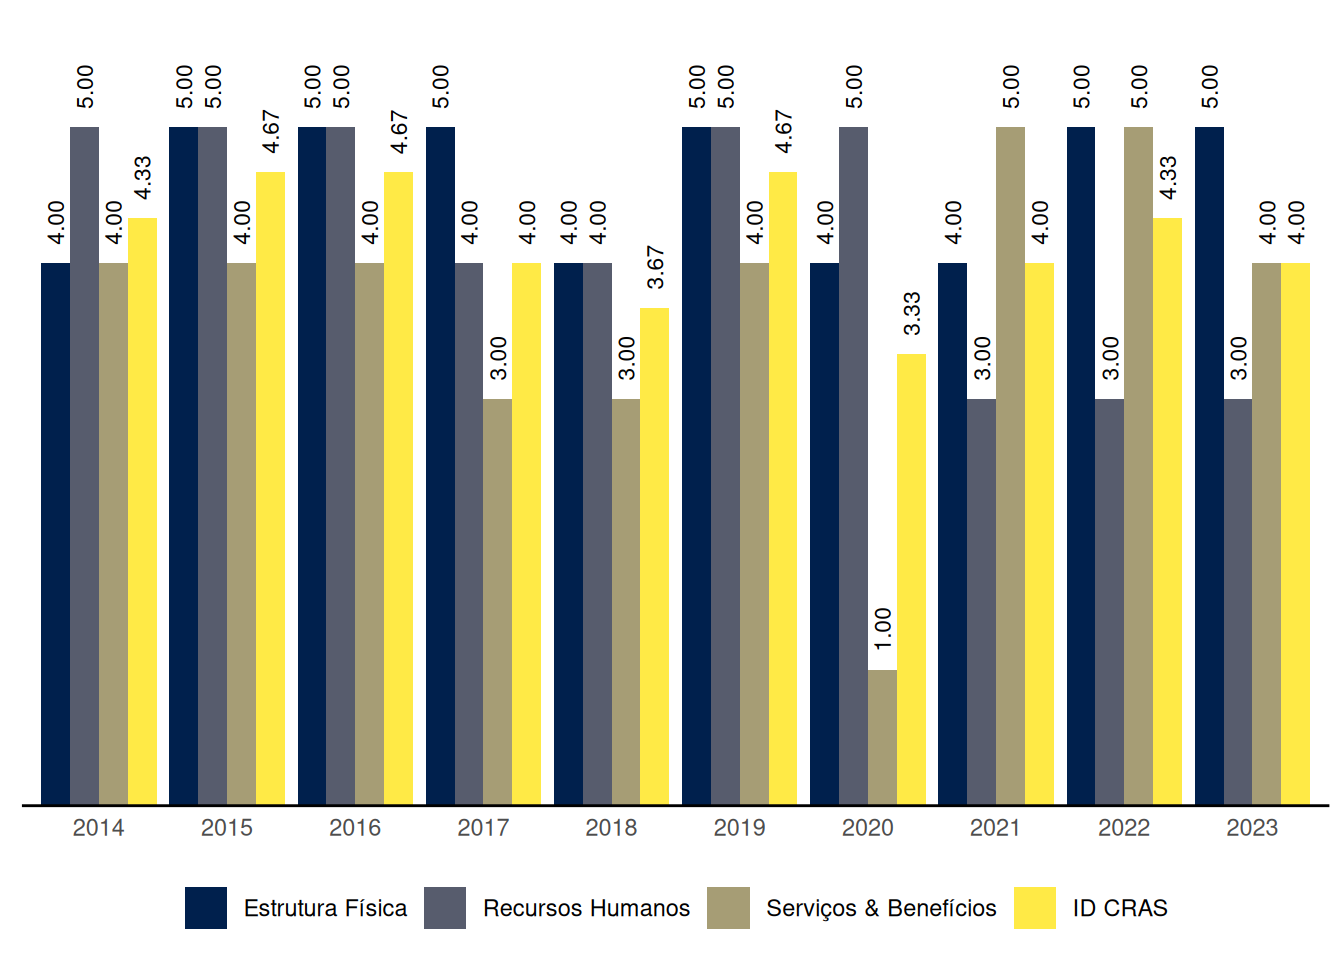 4.00 5.00 4.00 4.33 5.00 5.00 4.00 4.67 5.00 5.00 4.00 4.67 5.00 4.00 3.00 4.00 4.00 4.00 3.00 3.67 5.00 5.00 4.00 4.67 4.00 5.00 1.00 3.33 4.00 3.00 5.00 4.00 5.00 3.00 5.00 4.33 5.00 3.00 4.00 4.00
2014 2015 2016 2017 2018 2019 2020 2021 2022 2023
Estrutura Física Recursos Humanos Serviços & Benefícios ID CRAS